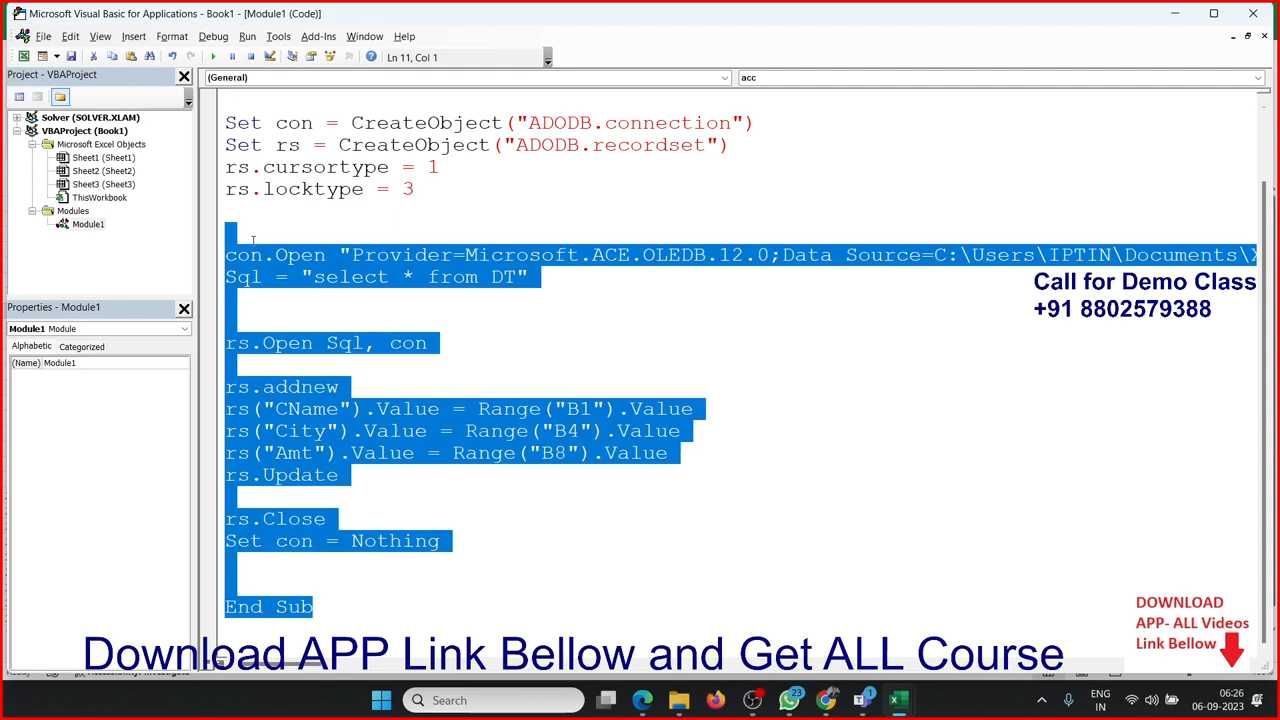 Microsoft Visual Basic for Applications - Book1 - [Module1 (Code)]
File Edit View Insert Format Debug Run Tools Add-Ins Window Help
Ln 11, Col 1
Project - VBAProject
(General)
acc
Solver (SOLVER.XLAM)
VBAProject (Book1)
Microsoft Excel Objects
Sheet1 (Sheet1)
Sheet2 (Sheet2)
Sheet3 (Sheet3)
ThisWorkbook
Modules
Module1
Properties - Module1
Module1 Module
Alphabetic Categorized
(Name) Module1
Set con = CreateObject("ADODB.connection")
Set rs = CreateObject("ADODB.recordset")
rs.cursortype = 1
rs.locktype = 3
con.Open "Provider=Microsoft.ACE.OLEDB.12.0;Data Source=C:\Users\IPTIN\Documents\X
Sql = "select * from DT"
rs.Open Sql, con
rs.addnew
rs("CName").Value = Range("B1").Value
rs("City").Value = Range("B4").Value
rs("Amt").Value = Range("B8").Value
rs.Update
rs.Close
Set con = Nothing
End Sub
Call for Demo Class
+91 8802579388
DOWNLOAD
APP- ALL Videos
Link Bellow
Download APP Link Bellow and Get ALL Course
Search
23
1
ENG
IN
06:26
06-09-2023